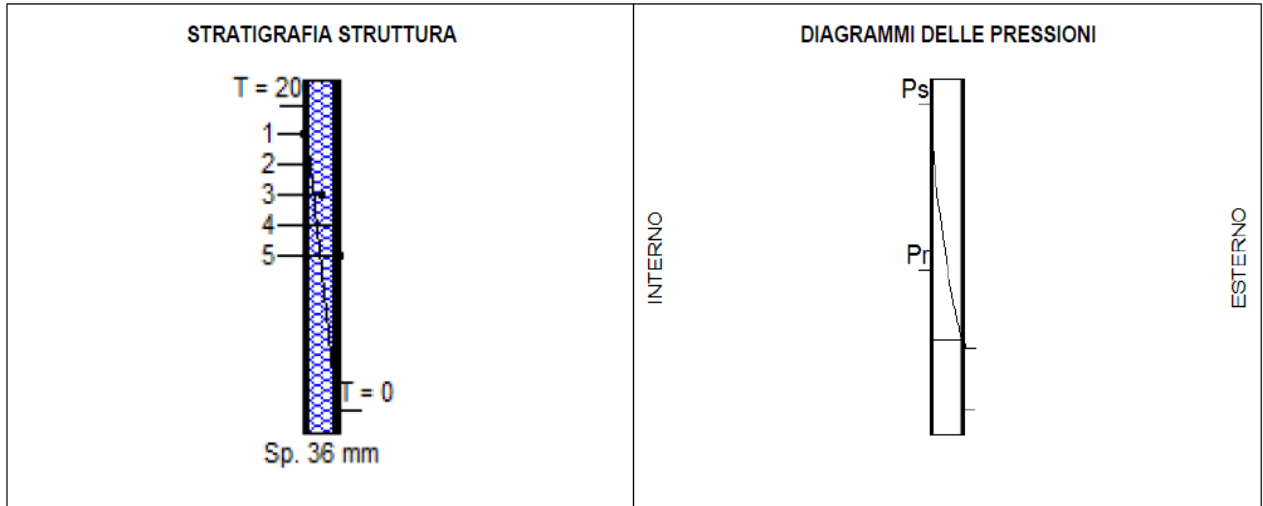 STRATIGRAFIA STRUTTURA
T = 20
1
2
3
4
5
T = 0
Sp. 36 mm
DIAGRAMMI DELLE PRESSIONI
Ps
Pr
INTERNO
ESTERNO